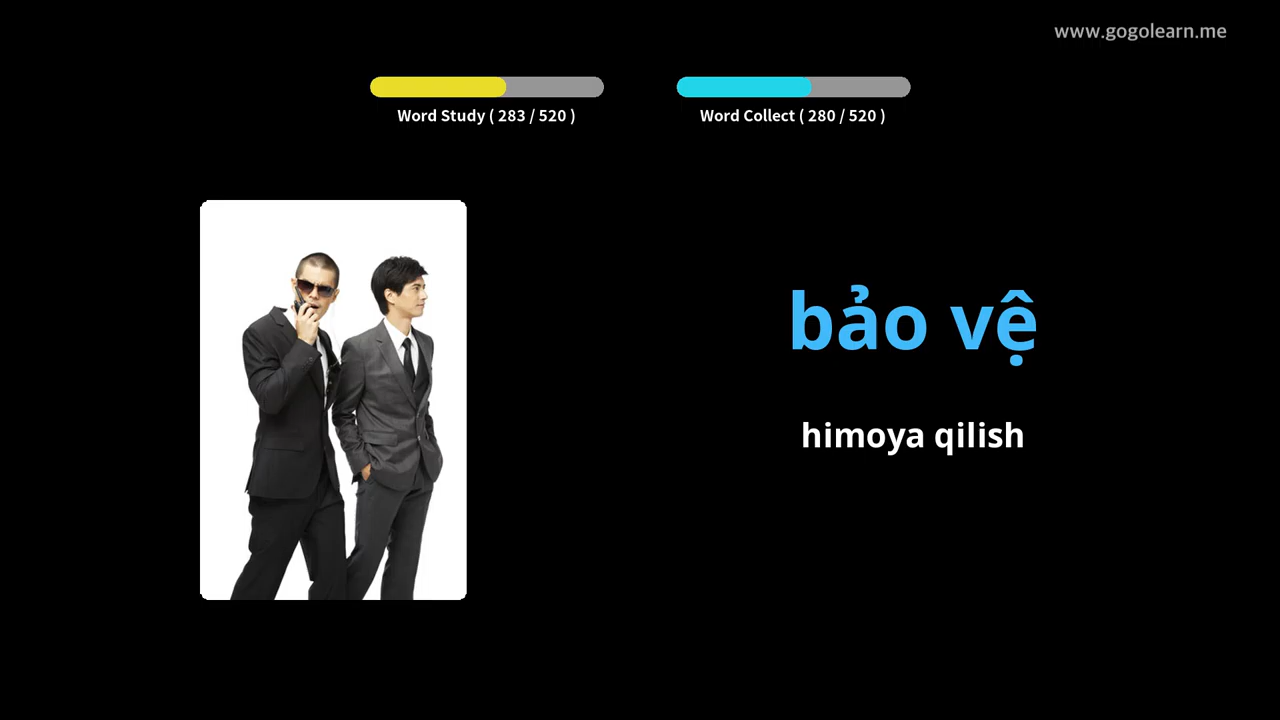 www.gogolearn.me
Word Study ( 283 / 520 )
Word Collect ( 280 / 520 )
bảo vệ
himoya qilish